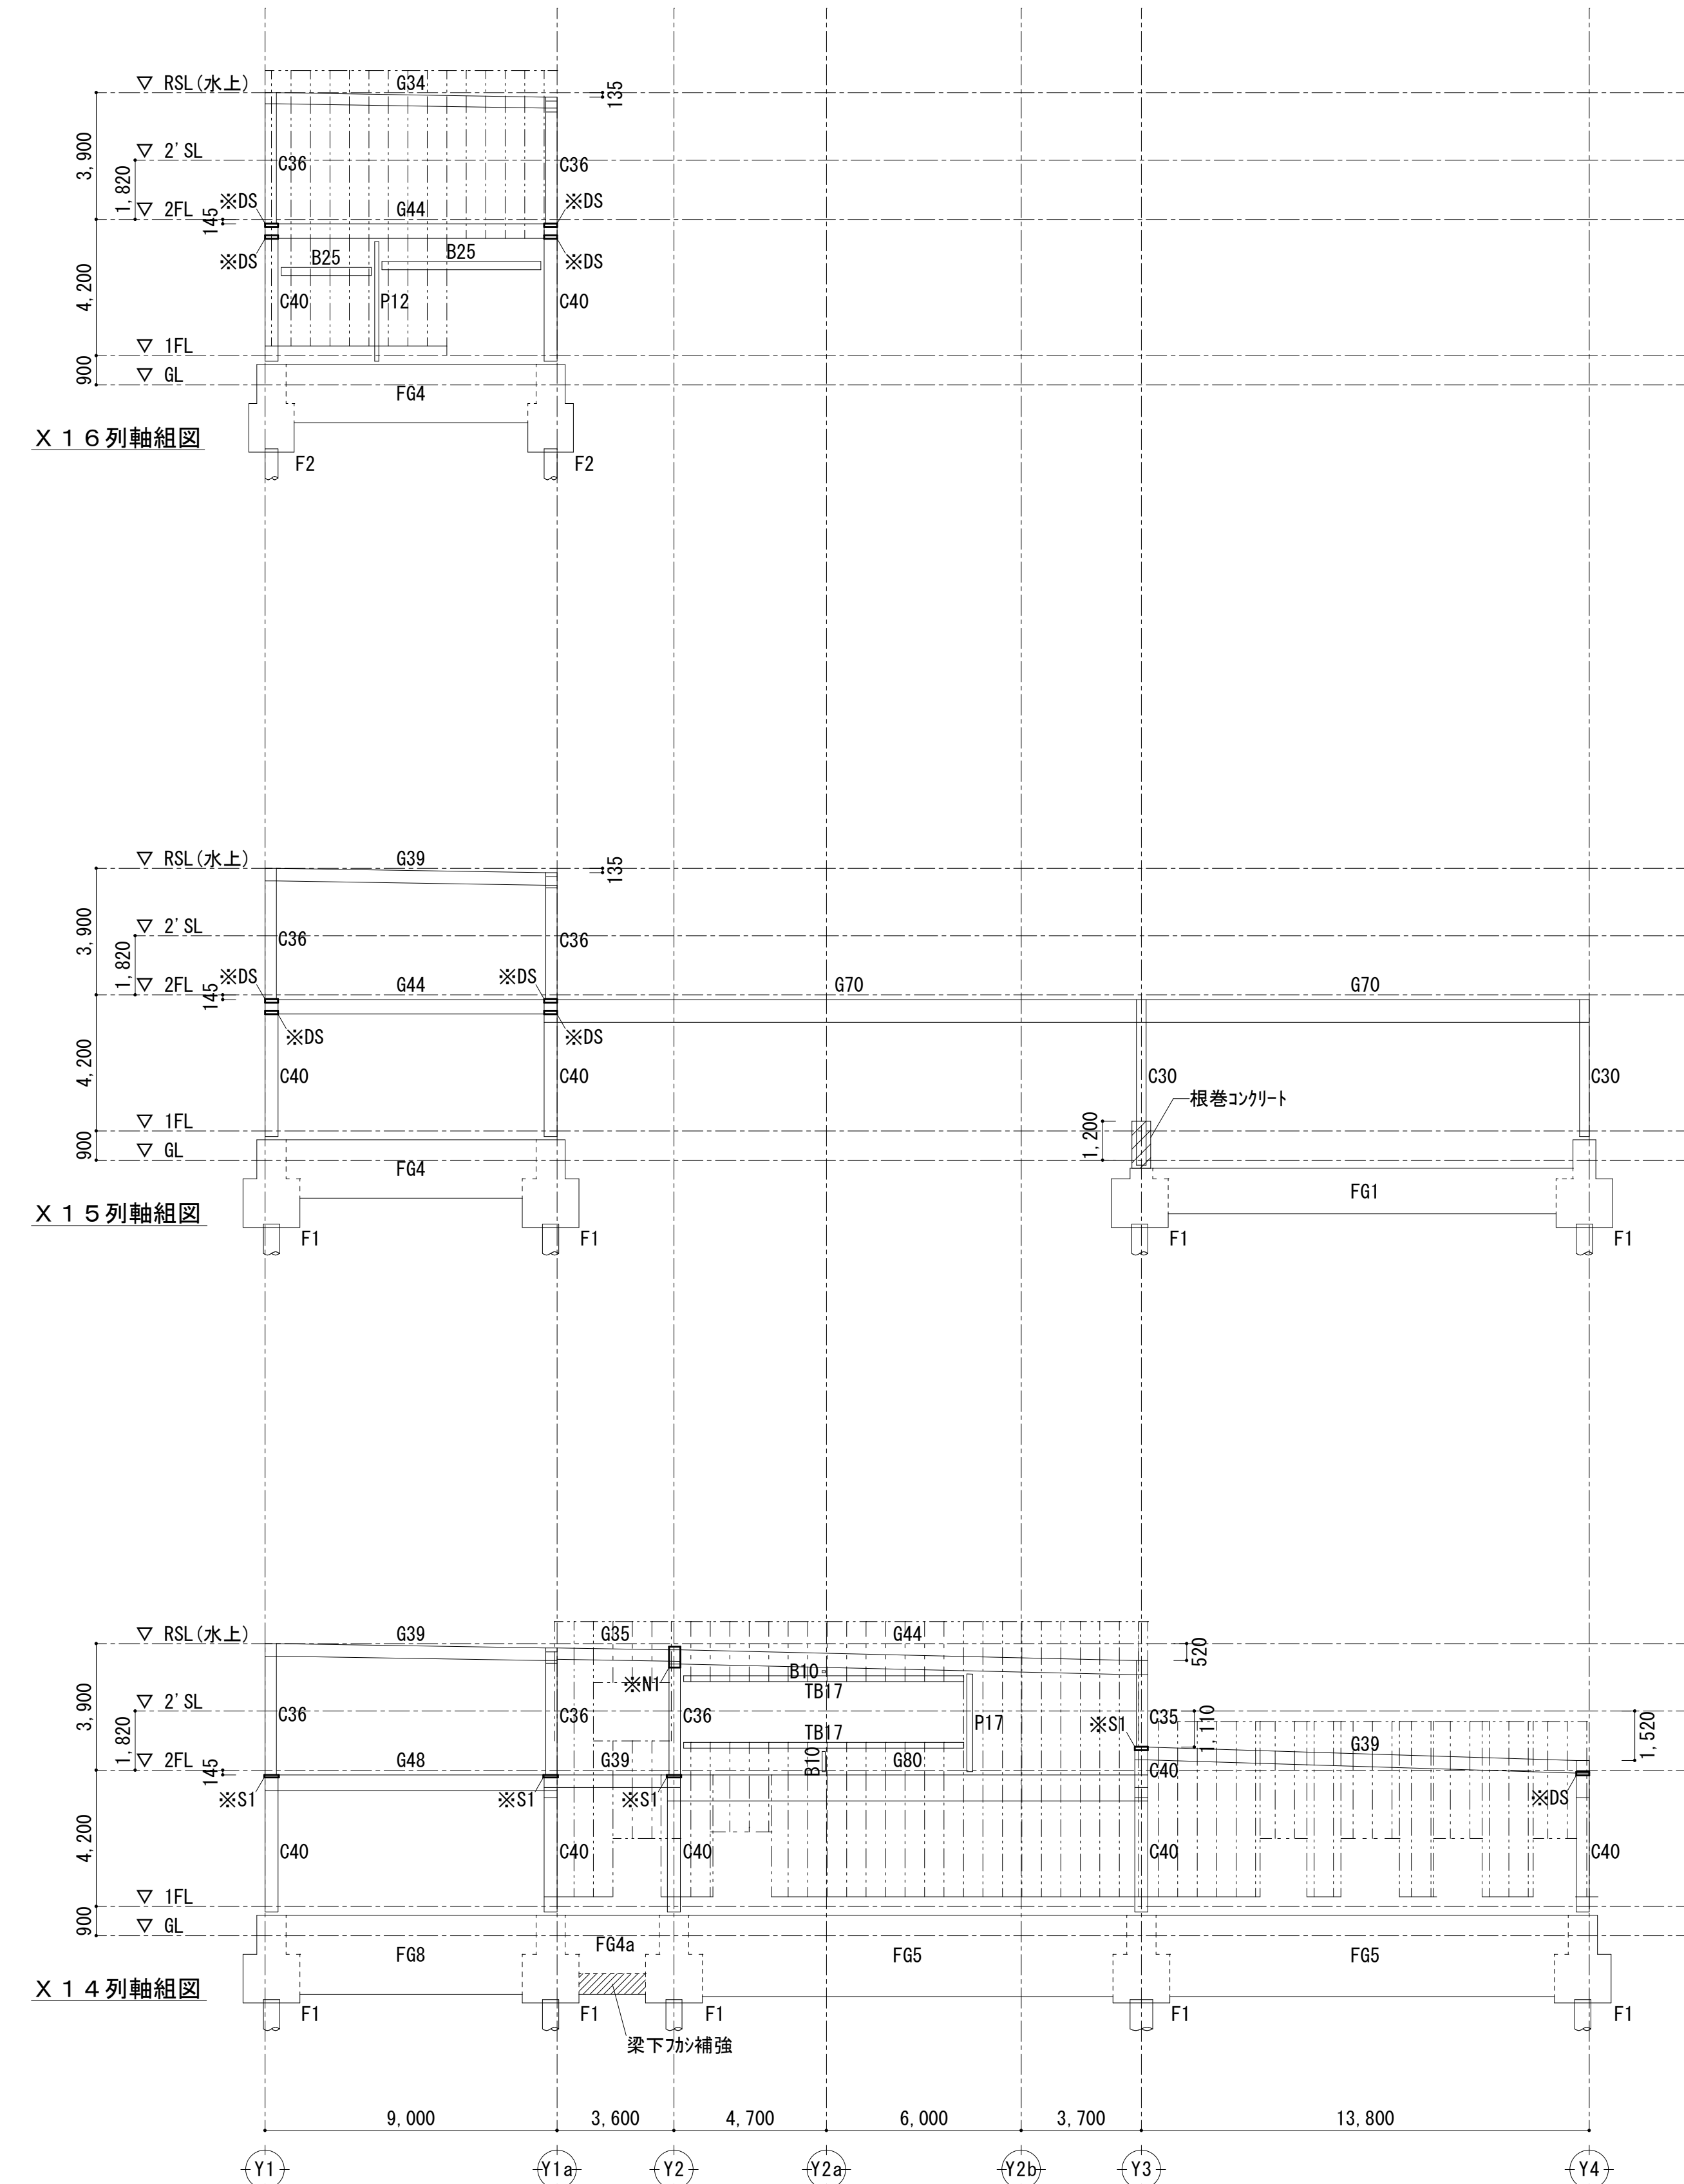 ▽ RSL(水上)
G34
135
3,900
▽ 2'SL
C36
C36
1,820
※DS
※DS
▽ 2FL
145
G44
※DS
※DS
B25
B25
4,200
C40
P12
C40
▽ 1FL
900
▽ GL
FG4
X16列軸組図
F2
F2
▽ RSL(水上)
G39
135
3,900
▽ 2'SL
C36
C36
1,820
※DS
※DS
▽ 2FL
145
G44
G70
G70
※DS
※DS
4,200
C40
C40
C30
C30
根巻コンクリート
▽ 1FL
1,200
900
▽ GL
FG4
FG1
X15列軸組図
F1
F1
F1
F1
▽ RSL(水上)
G39
G35
G44
520
※N1
B10
TB17
3,900
▽ 2'SL
C36
C36
C36
P17
C35
1,110
1,520
※S1
1,820
TB17
G39
▽ 2FL
145
G48
G39
B10
G80
C40
※S1
※S1
※S1
※DS
4,200
C40
C40
C40
C40
C40
▽ 1FL
900
▽ GL
FG8
FG4a
FG5
FG5
X14列軸組図
F1
F1
F1
F1
F1
梁下フカシ補強
9,000
3,600
4,700
6,000
3,700
13,800
Y1
Y1a
Y2
Y2a
Y2b
Y3
Y4